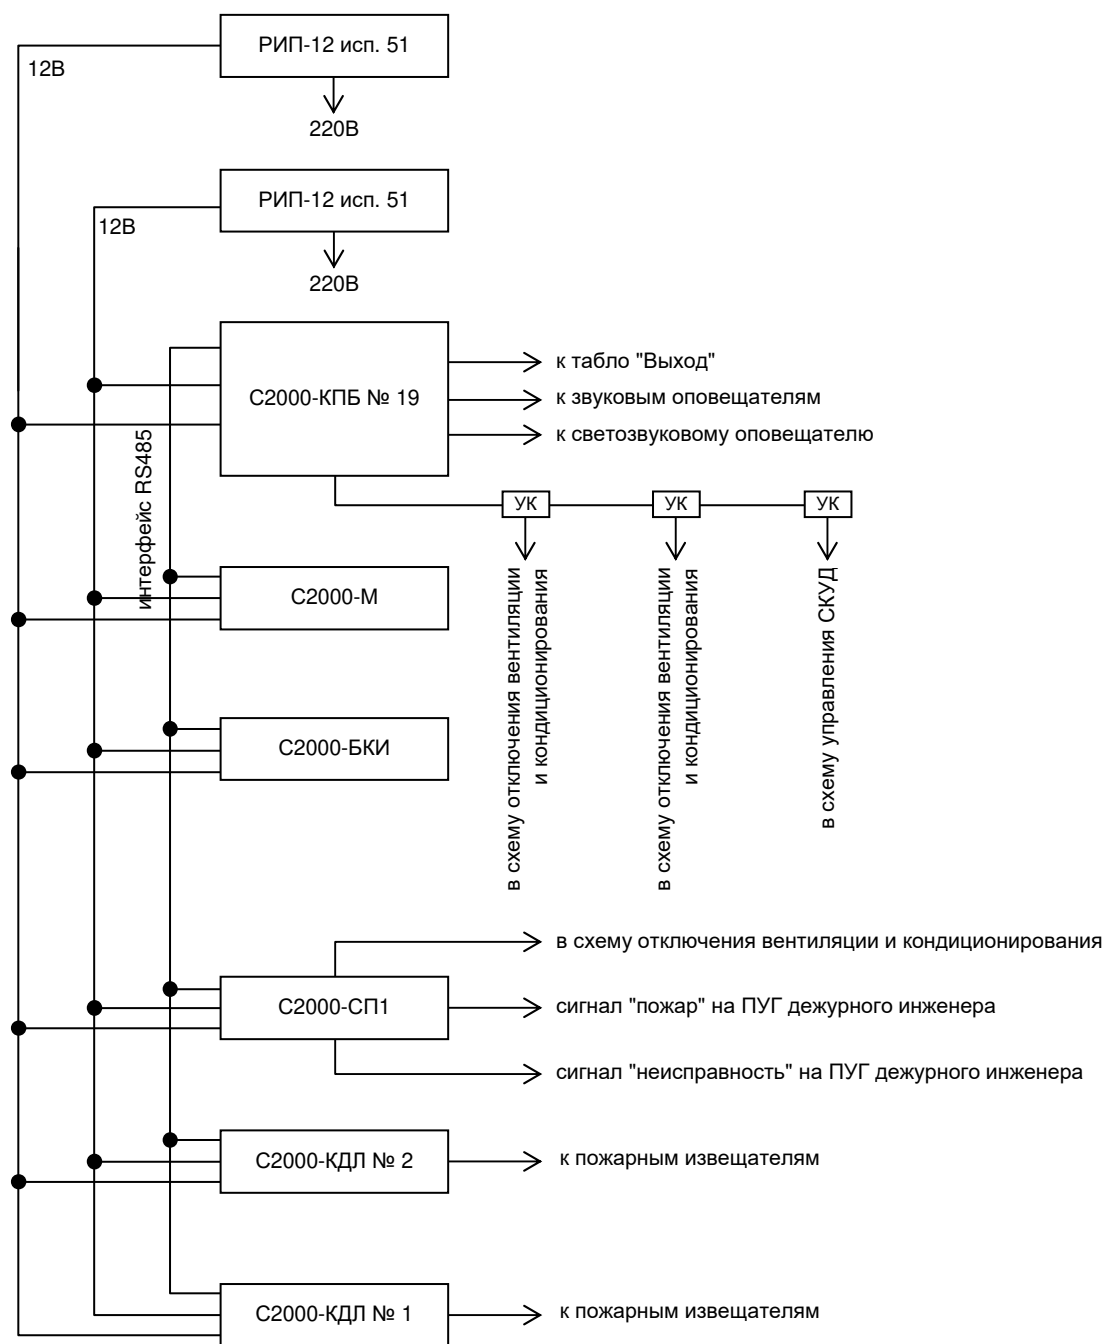 РИП-12 исп. 51
12В
220В
РИП-12 исп. 51
12В
220В
С2000-КПБ № 19
к табло "Выход"
к звуковым оповещателям
к светозвуковому оповещателю
интерфейс RS485
УК
УК
УК
С2000-М
в схему отключения вентиляции
и кондиционирования
в схему отключения вентиляции
и кондиционирования
в схему управления СКУД
С2000-БКИ
в схему отключения вентиляции и кондиционирования
С2000-СП1
сигнал "пожар" на ПУГ дежурного инженера
сигнал "неисправность" на ПУГ дежурного инженера
С2000-КДЛ № 2
к пожарным извещателям
С2000-КДЛ № 1
к пожарным извещателям